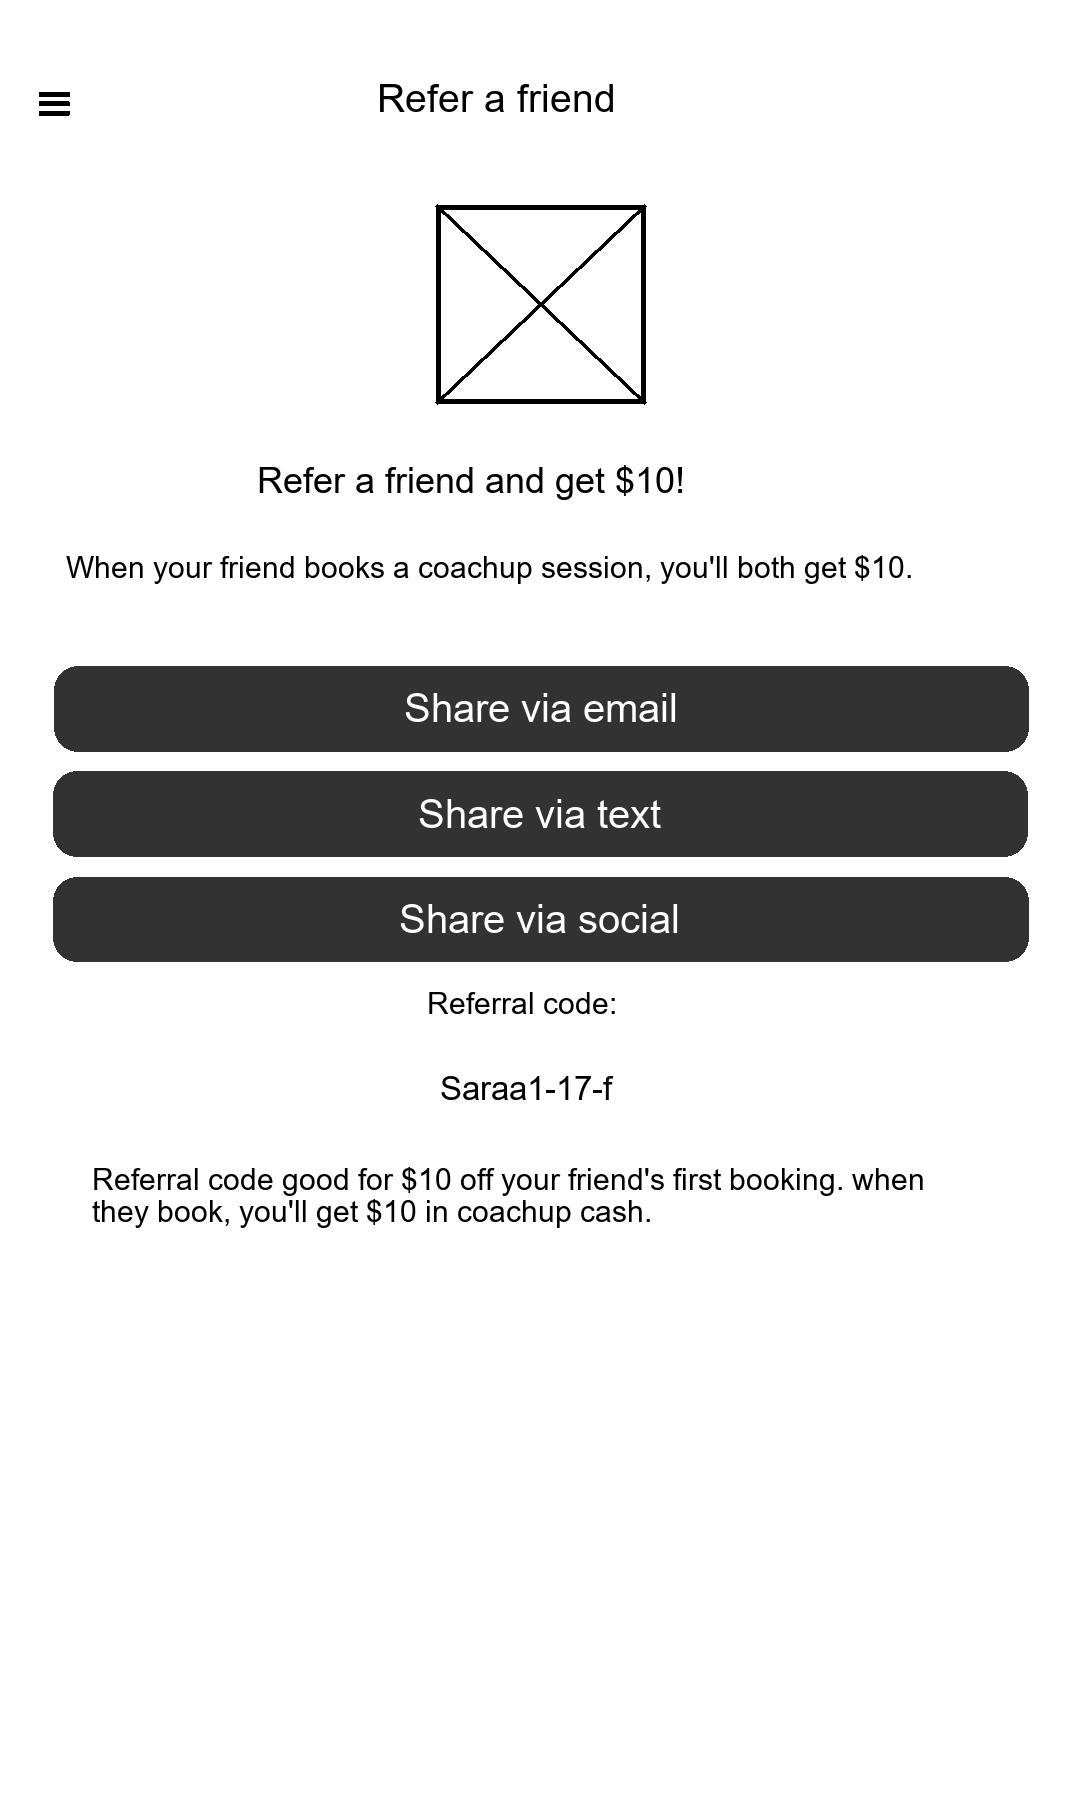 Refer a friend
Refer a friend and get $10!
When your friend books a coachup session, you'll both get $10.
Share via email
Share via text
Share via social
Referral code:
Saraa1-17-f
Referral code good for $10 off your friend's first booking. when
they book, you'll get $10 in coachup cash.